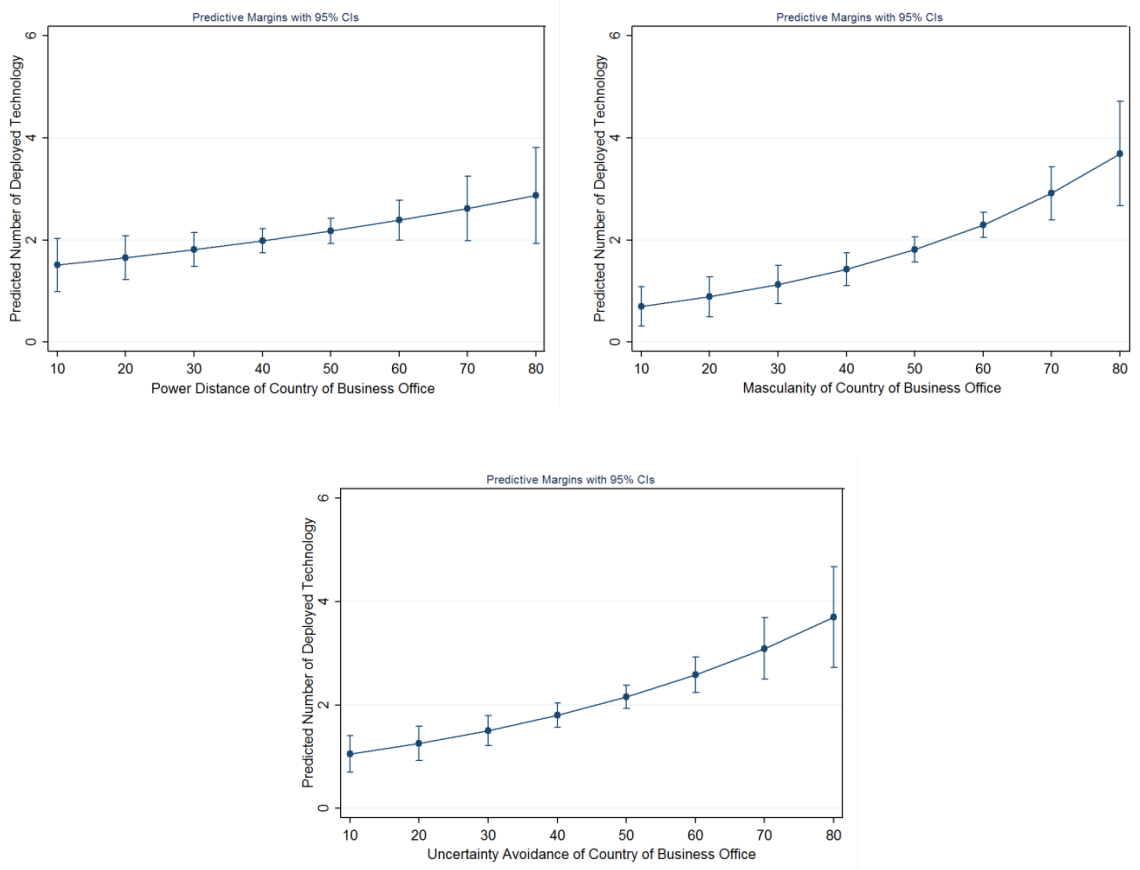 Predictive Margins with 95% CIs
Predicted Number of Deployed Technology
6
4
2
0
10 20 30 40 50 60 70 80
Power Distance of Country of Business Office
Predictive Margins with 95% CIs
Predicted Number of Deployed Technology
6
4
2
0
10 20 30 40 50 60 70 80
Masculanity of Country of Business Office
Predictive Margins with 95% CIs
Predicted Number of Deployed Technology
6
4
2
0
10 20 30 40 50 60 70 80
Uncertainty Avoidance of Country of Business Office